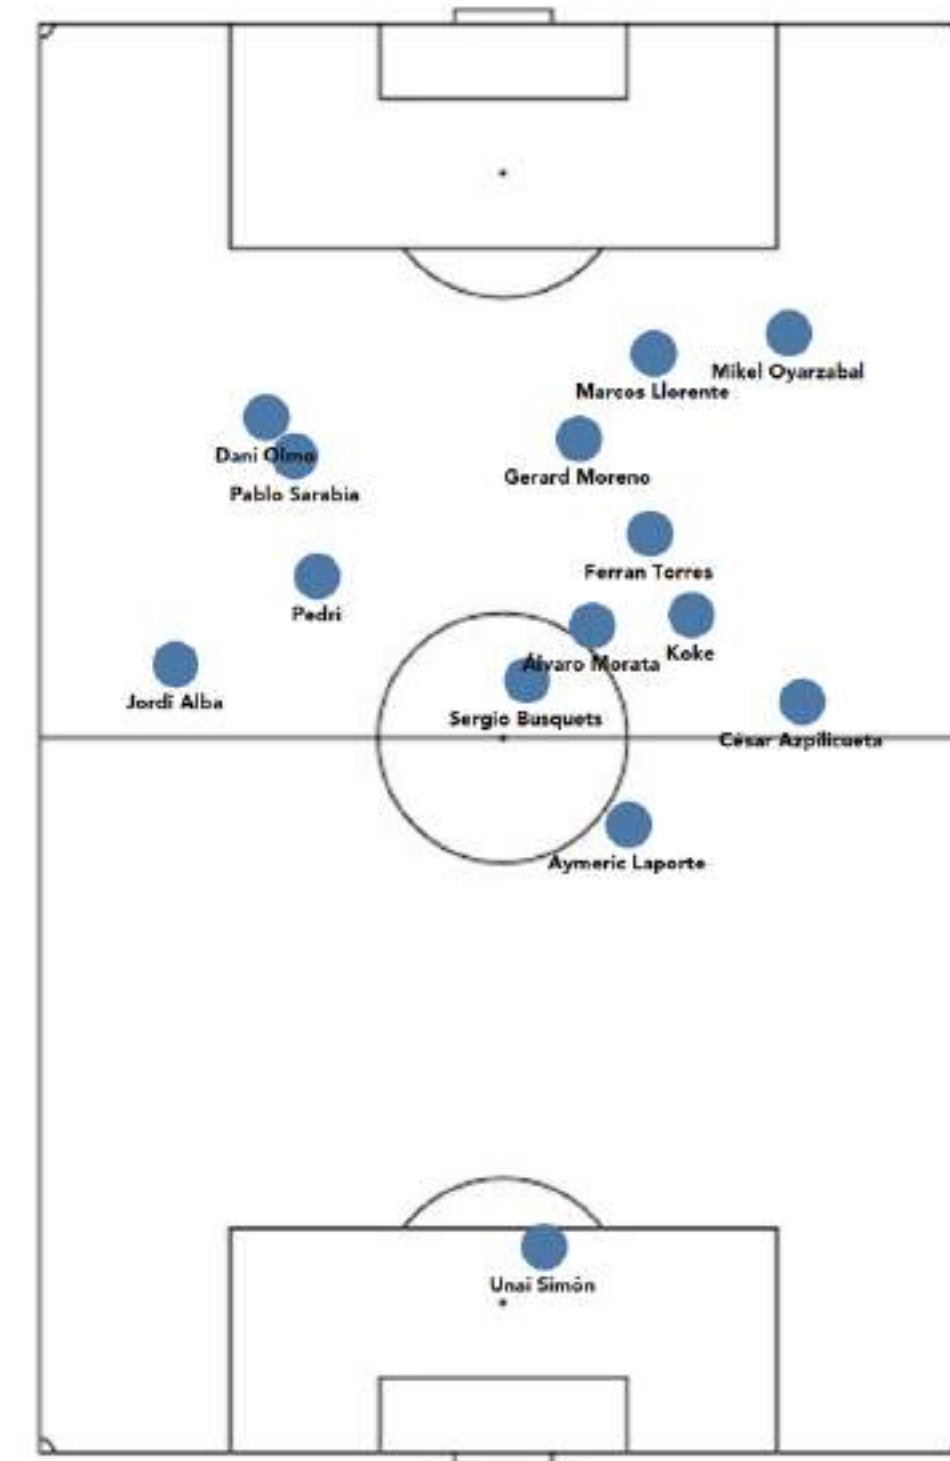 Mikel Oyarzabal
Marcos Llorente
Dani Olmo
Gerard Moreno
Pablo Sarabia
Ferran Torres
Pedri
Koke
Álvaro Morata
Jordi Alba
Sergio Busquets
César Azpilicueta
Aymeric Laporte
Unai Simón